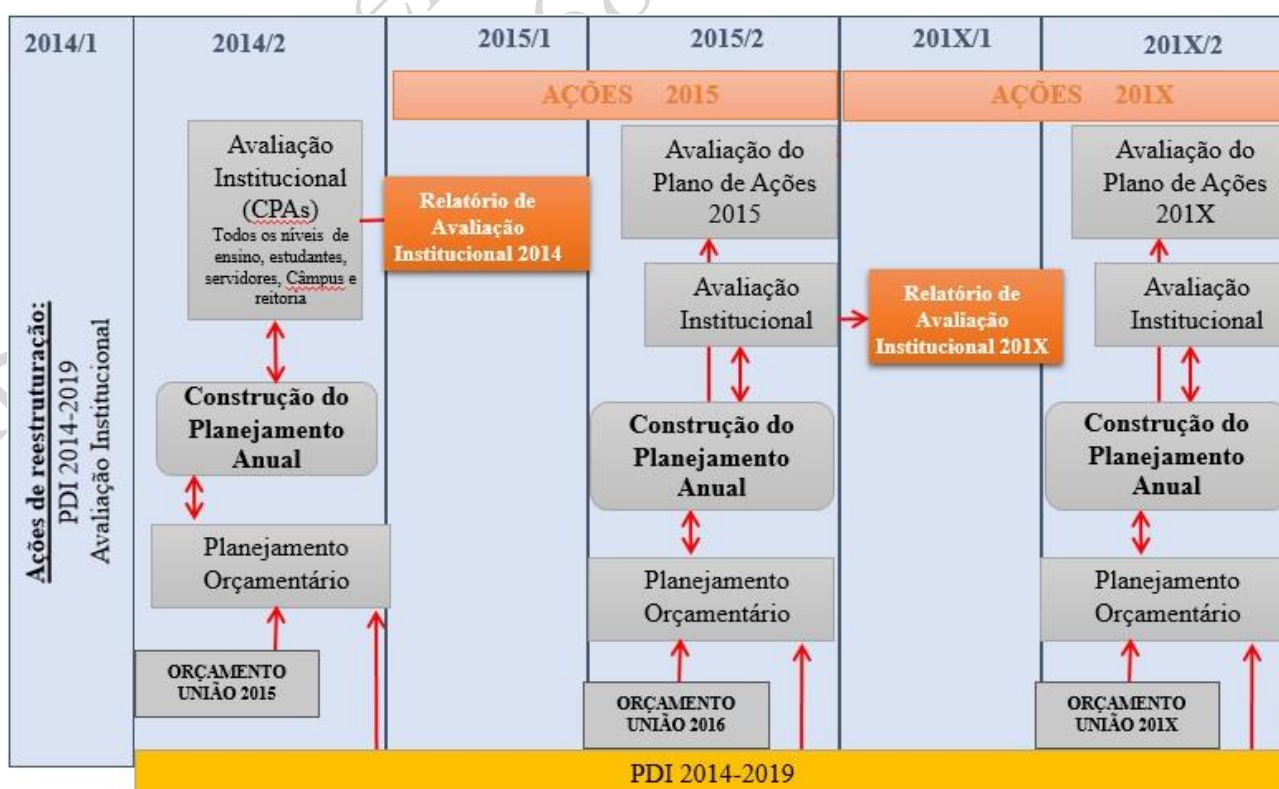 2014/1
2014/2
2015/1
2015/2
201X/1
201X/2
AÇÕES 2015
AÇÕES 201X
Ações de reestruturação:
PDI 2014-2019
Avaliação Institucional
Avaliação
Institucional
(CPAs)
Todos os níveis de
ensino, estudantes,
servidores, Câmpus e
reitoria
Construção do
Planejamento
Anual
Planejamento
Orçamentário
ORÇAMENTO
UNIÃO 2015
Relatório de
Avaliação
Institucional 2014
Avaliação do
Plano de Ações
2015
Avaliação
Institucional
Construção do
Planejamento
Anual
Planejamento
Orçamentário
ORÇAMENTO
UNIÃO 2016
Relatório de
Avaliação
Institucional 201X
Avaliação do
Plano de Ações
201X
Avaliação
Institucional
Construção do
Planejamento
Anual
Planejamento
Orçamentário
ORÇAMENTO
UNIÃO 201X
PDI 2014-2019